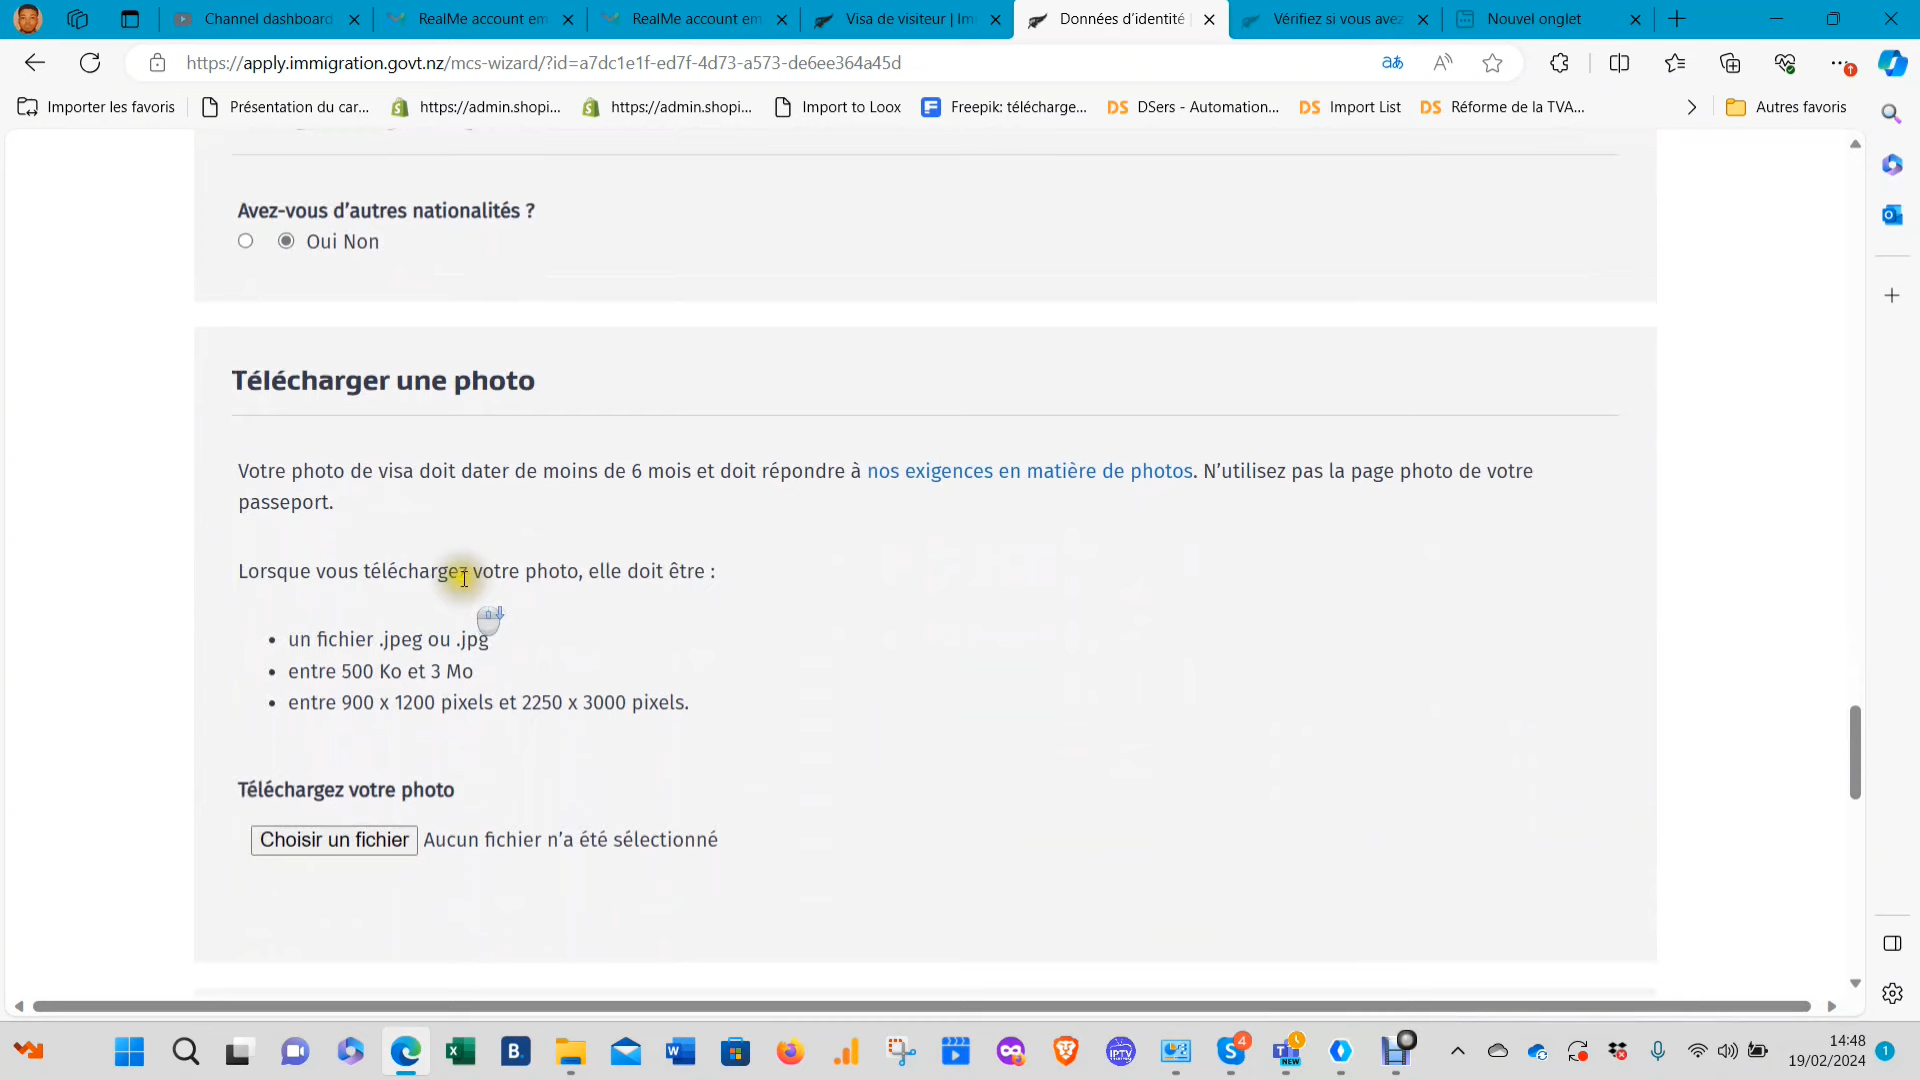 Channel dashboard
RealMe account em
RealMe account em
Visa de visiteur | Im
Données d'identité |
Vérifiez si vous avez
Nouvel onglet
https://apply.immigration.govt.nz/mcs-wizard/?id=a7dc1e1f-ed7f-4d73-a573-de6ee364a45d
Importer les favoris
Présentation du car...
https://admin.shopi...
https://admin.shopi...
Import to Loox
Freepik: télécharge...
DSers - Automation...
Import List
Réforme de la TVA...
Autres favoris
Avez-vous d'autres nationalités ?
Oui Non
Télécharger une photo
Votre photo de visa doit dater de moins de 6 mois et doit répondre à nos exigences en matière de photos. N'utilisez pas la page photo de votre
passeport.
Lorsque vous téléchargez votre photo, elle doit être :
• un fichier .jpeg ou .jpg
• entre 500 Ko et 3 Mo
• entre 900 x 1200 pixels et 2250 x 3000 pixels.
Téléchargez votre photo
Choisir un fichier Aucun fichier n'a été sélectionné
14:48
19/02/2024